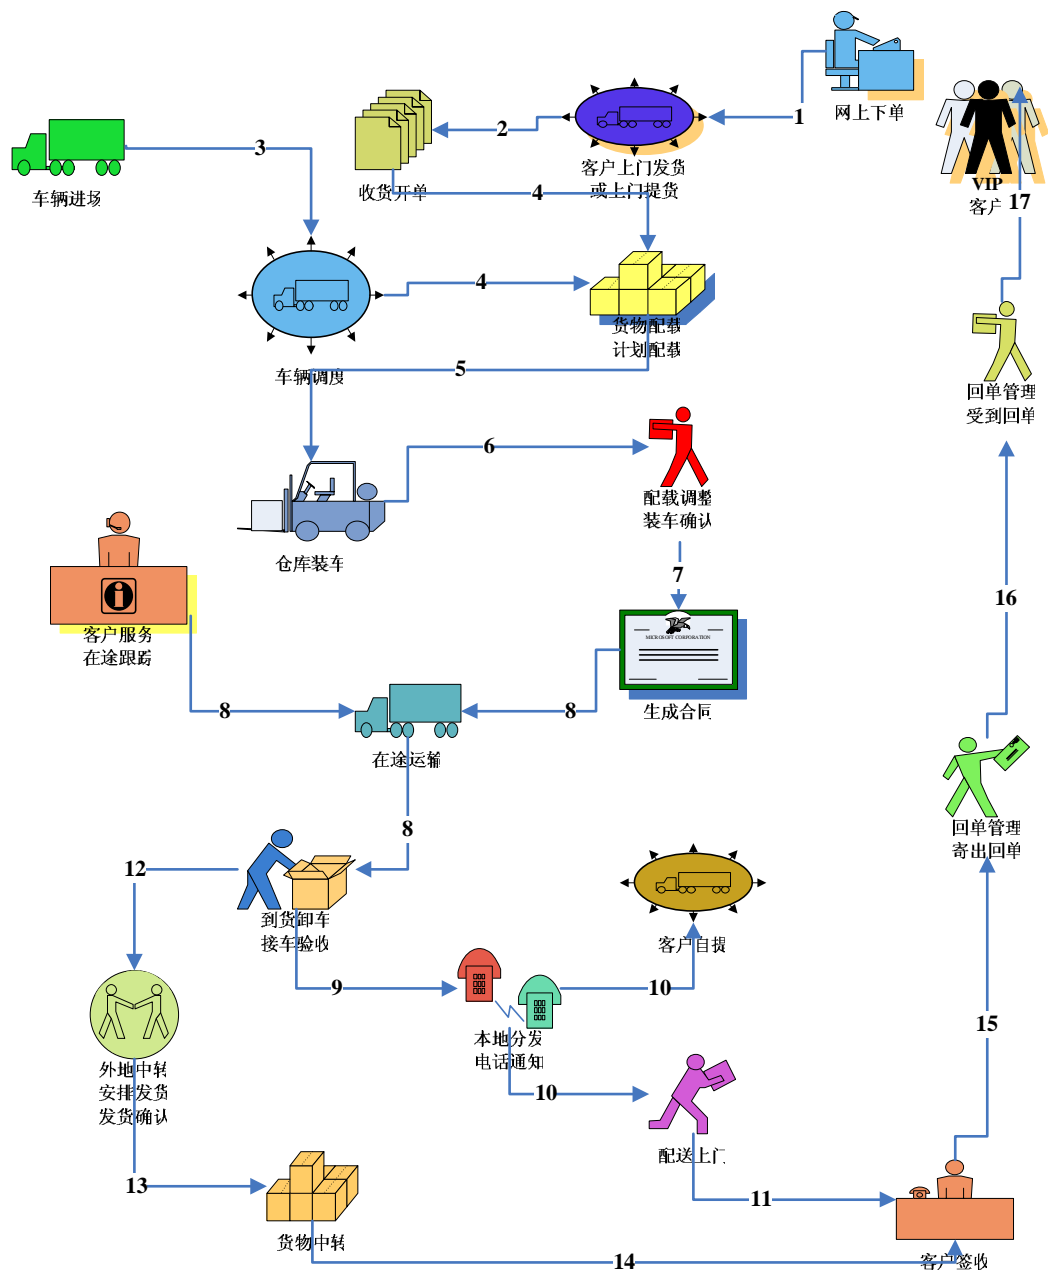 网上下单
1
2
客户上门发货
或上门提货
收货开单
3
车辆进场
4
VIP
客户
17
4
货物配载
计划配载
车辆调度
5
回单管理
受到回单
6
配载调整
装车确认
仓库装车
7
16
客户服务
在途跟踪
MICROSOFT CORPORATION
8
8
生成合同
在途运输
8
回单管理
寄出回单
12
到货卸车
接车验收
客户自提
9
10
15
本地分发
电话通知
外地中转
安排发货
发货确认
10
配送上门
13
11
货物中转
14
客户签收